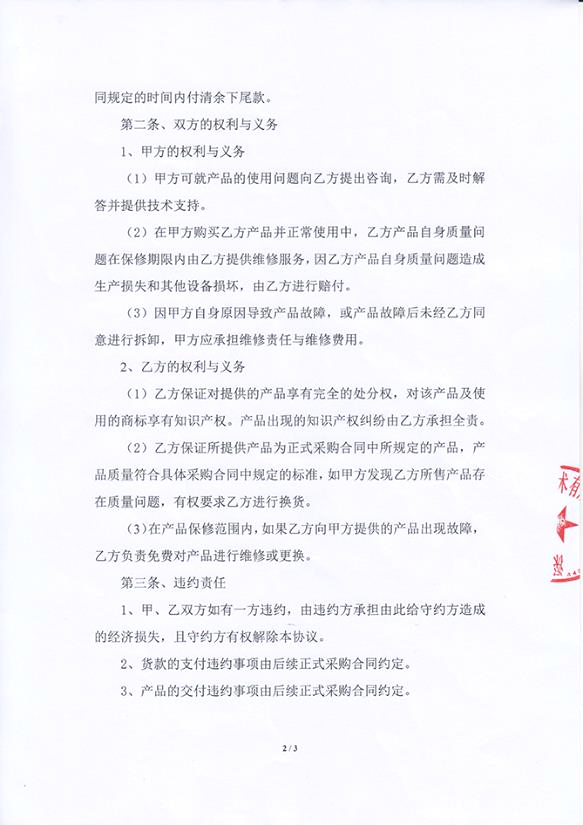 同规定的时间内付清余下尾款。
第二条、双方的权利与义务
1、甲方的权利与义务
（1）甲方可就产品的使用问题向乙方提出咨询，乙方需及时解
答并提供技术支持。
（2）在甲方购买乙方产品并正常使用中，乙方产品自身质量问
题在保修期限内由乙方提供维修服务，因乙方产品自身质量问题造成
生产损失和其他设备损坏，由乙方进行赔付。
（3）因甲方自身原因导致产品故障，或产品故障后未经乙方同
意进行拆卸，甲方应承担维修责任与维修费用。
2、乙方的权利与义务
（1）乙方保证对提供的产品享有完全的处分权，对该产品及使
用的商标享有知识产权。产品出现的知识产权纠纷由乙方承担全责。
（2）乙方保证所提供产品为正式采购合同中所规定的产品，产
品质量符合具体采购合同中规定的标准，如甲方发现乙方所售产品存
在质量问题，有权要求乙方进行换货。
（3）在产品保修范围内，如果乙方向甲方提供的产品出现故障，
乙方负责免费对产品进行维修或更换。
第三条、违约责任
1、甲、乙双方如有一方违约，由违约方承担由此给守约方造成
的经济损失，且守约方有权解除本协议。
2、货款的支付违约事项由后续正式采购合同约定。
3、产品的交付违约事项由后续正式采购合同约定。
术有
2/3